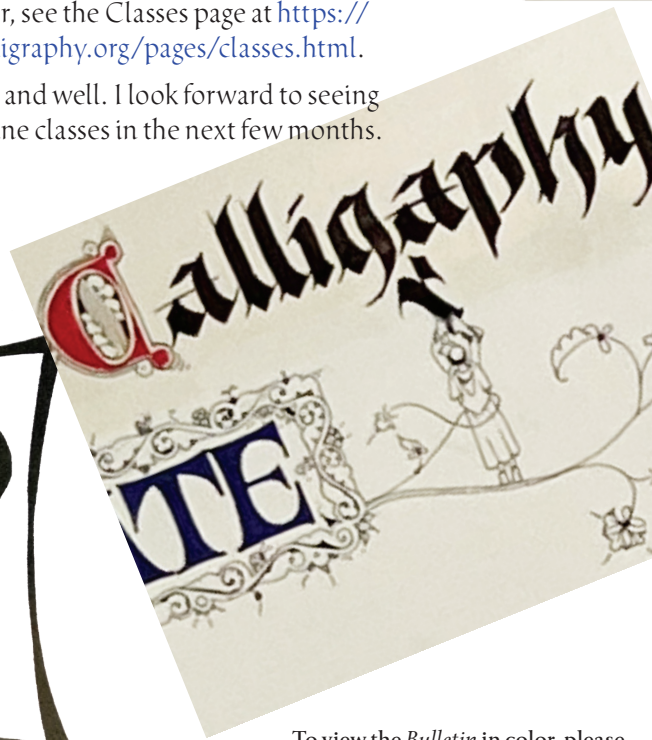 r, see the Classes page at https://
igraphy.org/pages/classes.html.
and well. I look forward to seeing
ne classes in the next few months.
Calligaphy
r
TE
To view the Bulletin in color, please